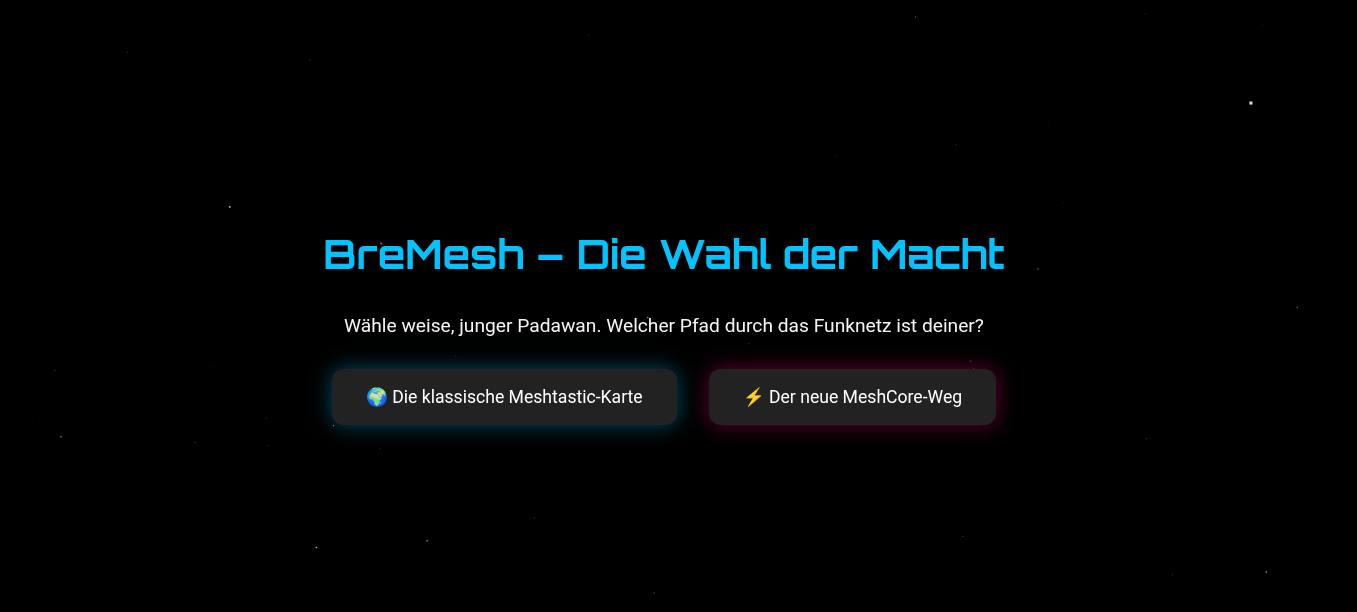 BreMesh – Die Wahl der Macht
Wähle weise, junger Padawan. Welcher Pfad durch das Funknetz ist deiner?
🌍 Die klassische Meshtastic-Karte
⚡ Der neue MeshCore-Weg